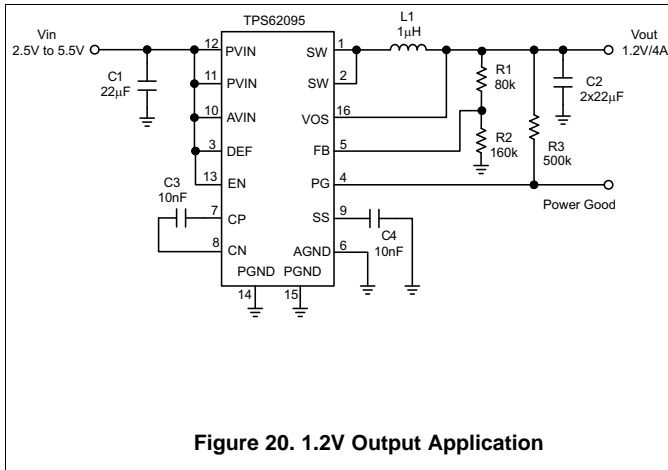 TPS62095
Vin
2.5V to 5.5V
C1
22μF
12
PVIN
11
PVIN
10
AVIN
3
DEF
13
EN
C3
10nF
7
CP
8
CN
PGND
14
PGND
15
SW
1
SW
2
VOS
16
FB
5
PG
4
SS
9
AGND
6
C4
10nF
L1
1μH
R1
80k
R2
160k
R3
500k
Vout
1.2V/4A
C2
2x22μF
Power Good
Figure 20. 1.2V Output Application